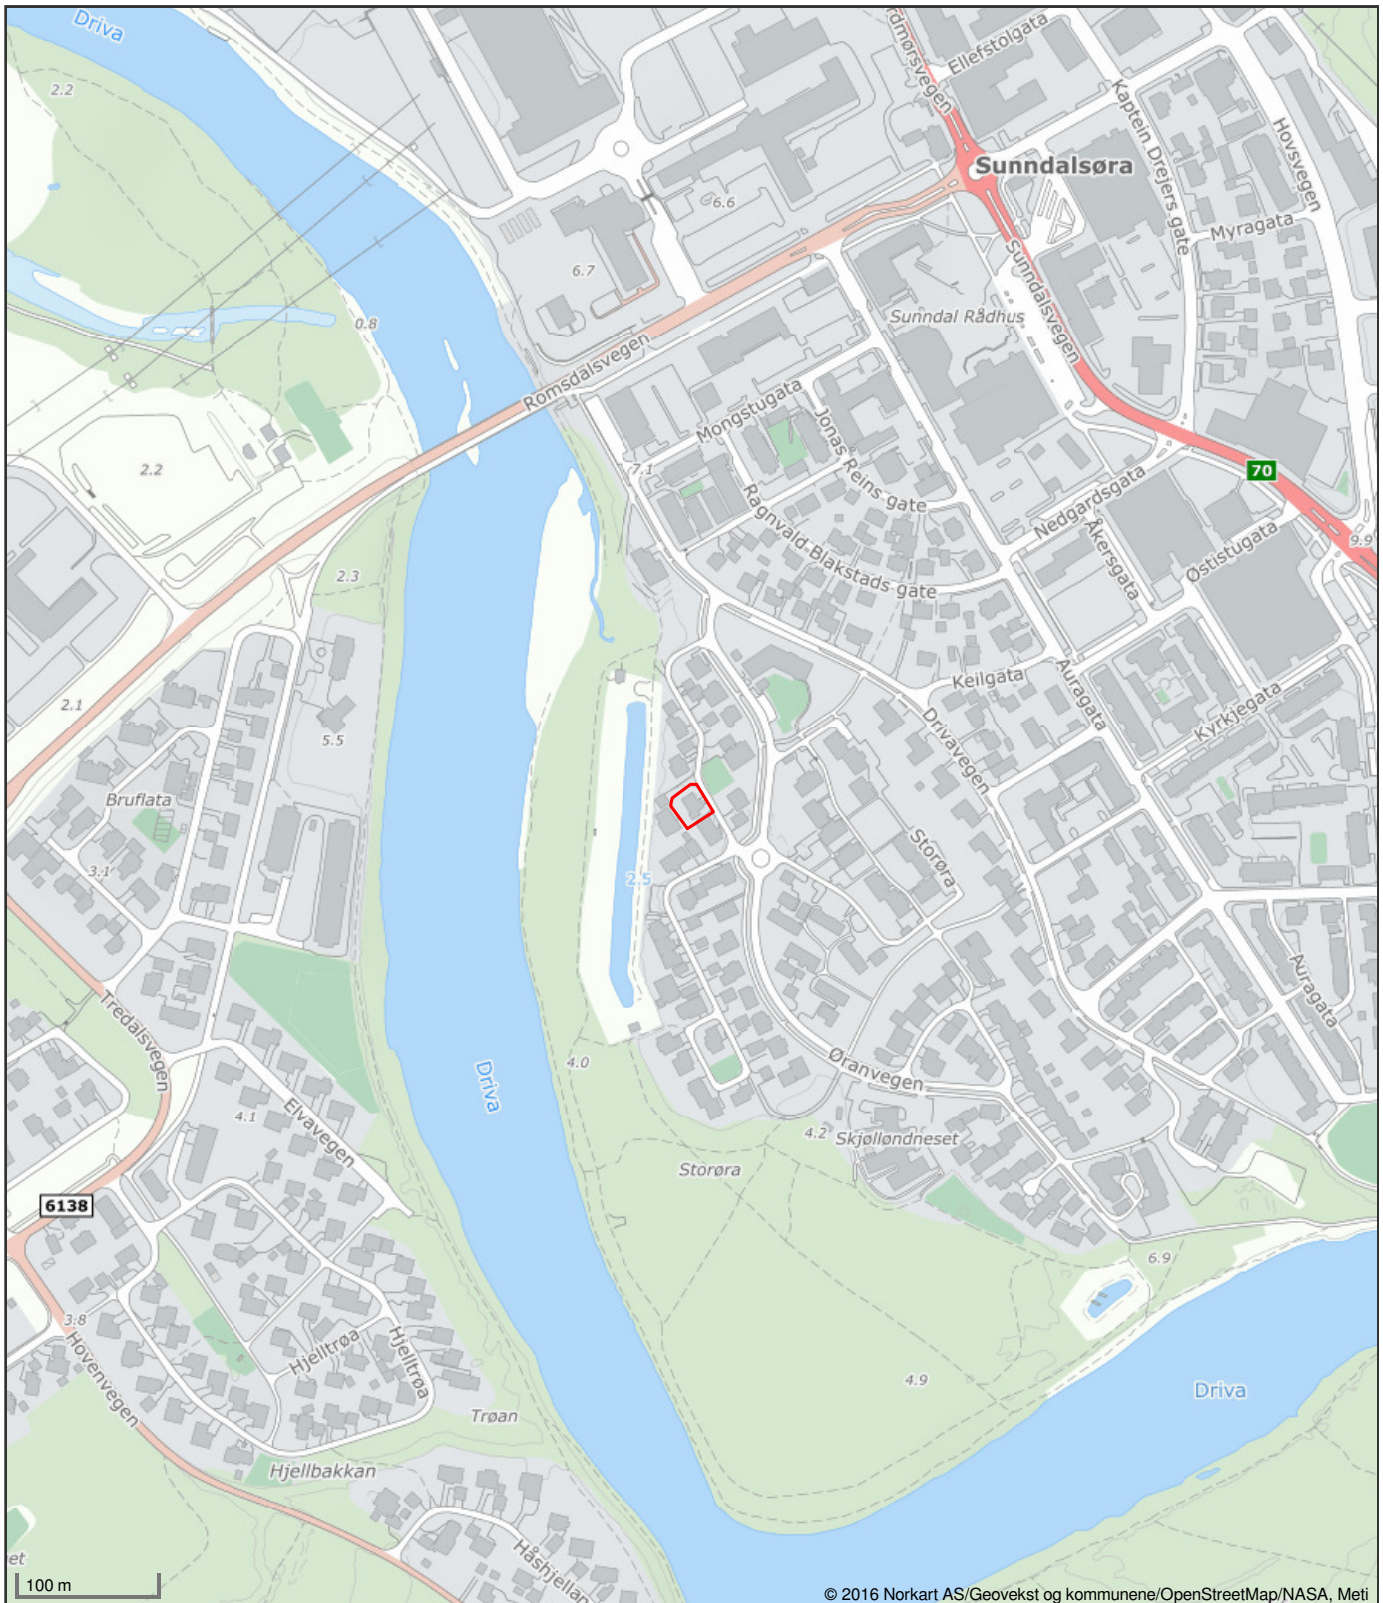 Driva
rdmørsvegen
Ellefstolgata
Kaptein Drejers gate
Hovsvegen
2.2
Sunndalsøra
6.6
Myragata
6.7
Sunndalsvegen
0.8
Sunndal Rådhus
Romsdalsvegen
Mongstugata
Jonas Reins gate
2.2
7.1
70
Ragnvald Blakstads gate
Nedgardsgata
Åkersgata
Østistugata
9.9
2.3
Keilgata
Auragata
2.1
5.5
Drivavegen
Kyrkjegata
Bruflata
3.1
Storøra
2.5
Auragata
Tredalsvegen
4.0
Driva
Øranvegen
4.1
Elvavegen
4.2
Skjølløndneset
Storøra
6138
6.9
3.8
Hovenvegen
Hjelltrøa
Hjelltrøa
4.9
Driva
Trøan
Hjellbakkan
Håshjellan
et
100 m
© 2016 Norkart AS/Geovekst og kommunene/OpenStreetMap/NASA, Meti